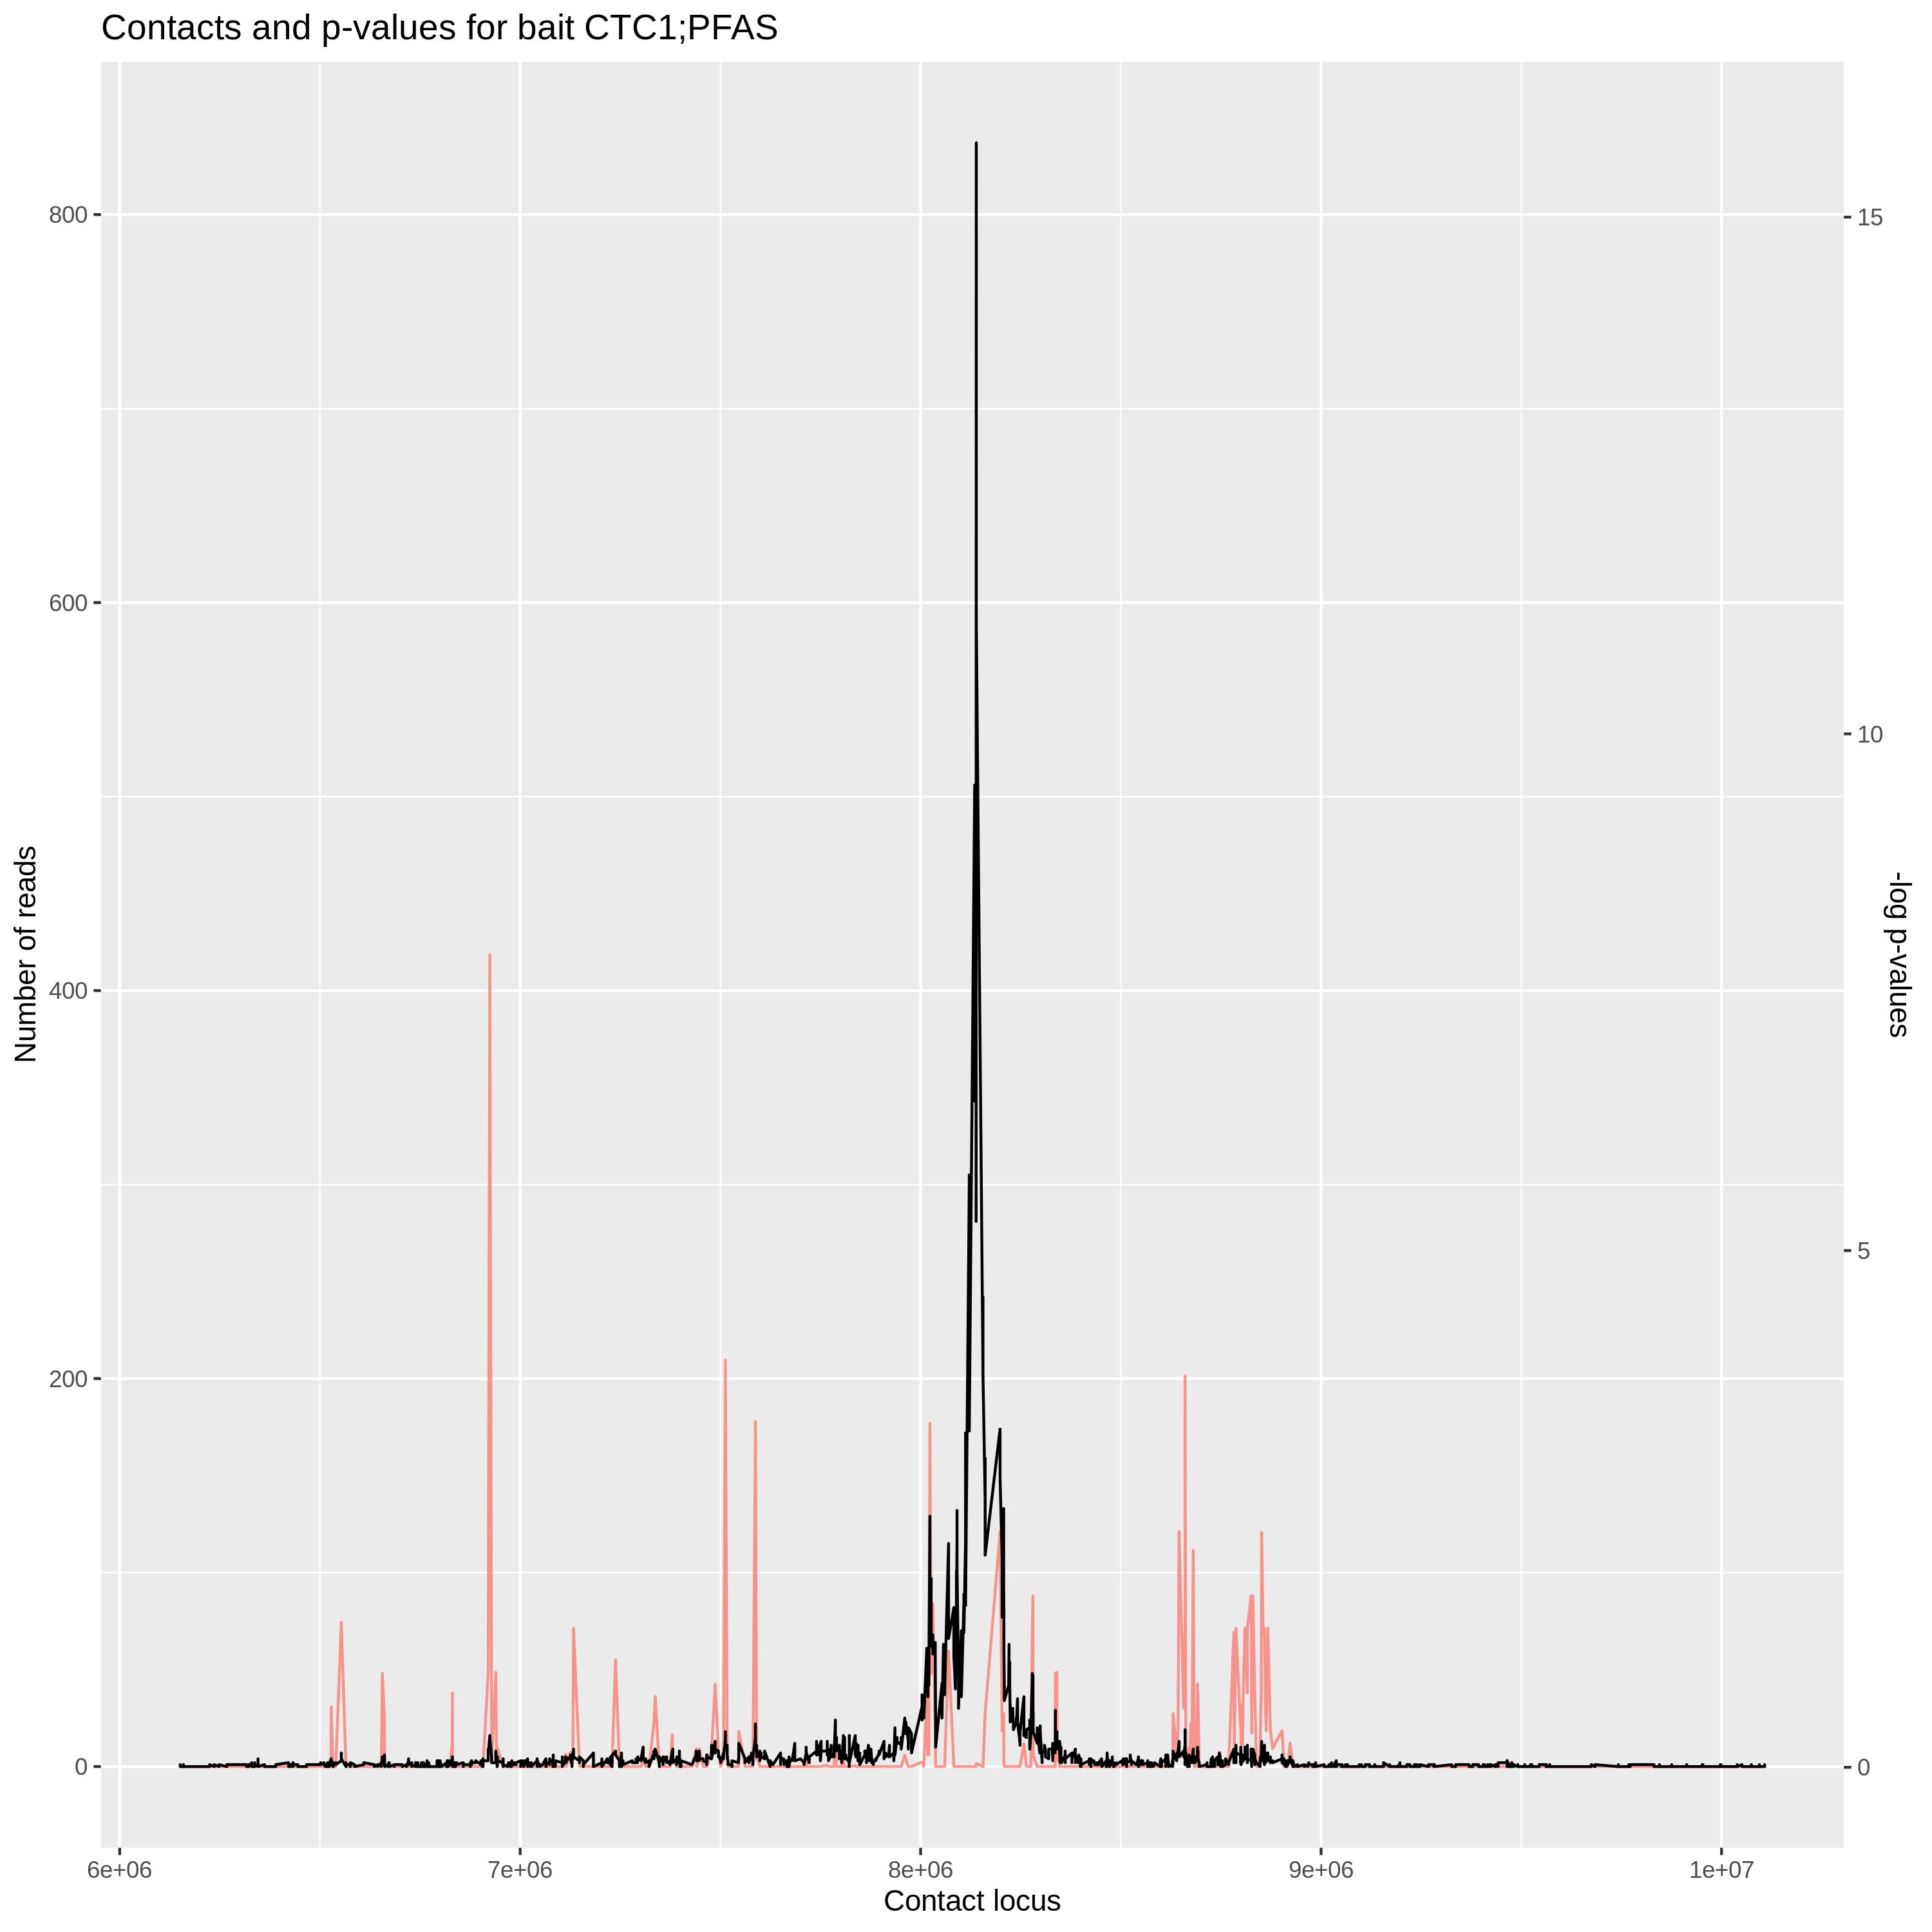 Contacts and p-values for bait CTC1;PFAS
800
600
400
200
0
Number of reads
15
10
5
0
-log p-values
6e+06
7e+06
8e+06
9e+06
1e+07
Contact locus